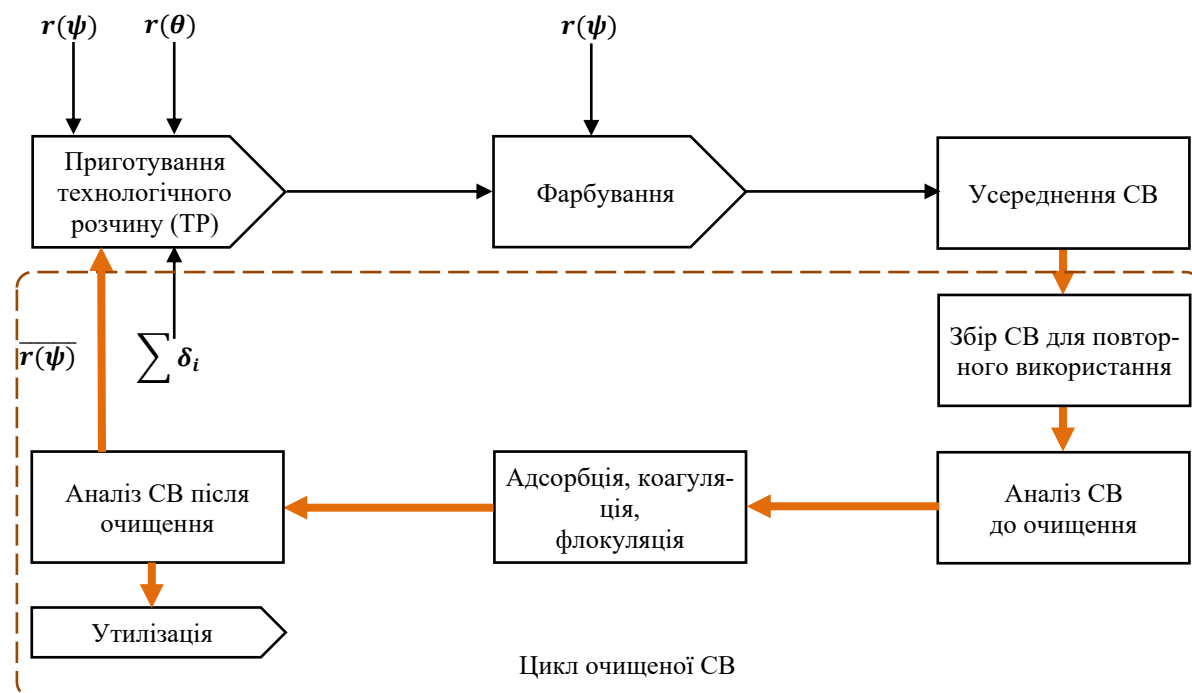 r(ψ)
r(θ)
r(ψ)
Приготування
технологічного
розчину (ТР)
Фарбування
Усереднення СВ
r(ψ)
∑ δᵢ
Збір СВ для повтор-
ного використання
Аналіз СВ після
очищення
Адсорбція, коагуля-
ція,
флокуляція
Аналіз СВ
до очищення
Утилізація
Цикл очищеної СВ